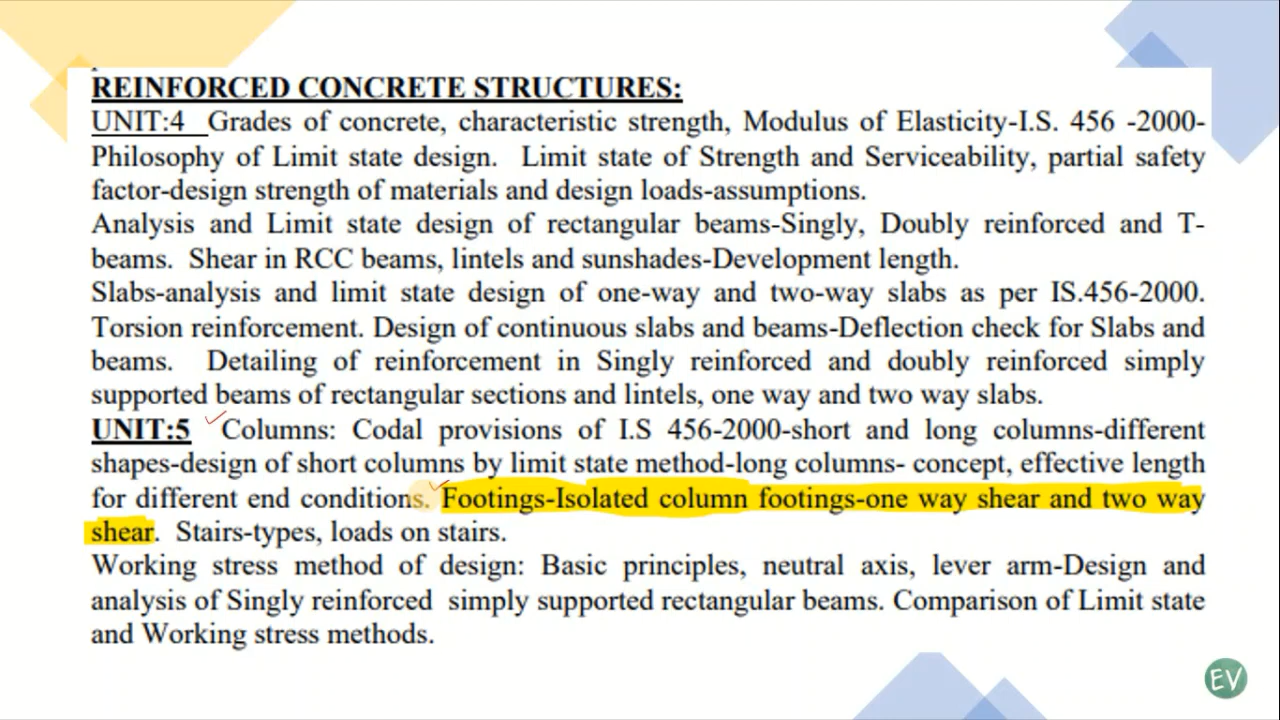 REINFORCED CONCRETE STRUCTURES:
UNIT:4 Grades of concrete, characteristic strength, Modulus of Elasticity-I.S. 456 -2000-
Philosophy of Limit state design. Limit state of Strength and Serviceability, partial safety
factor-design strength of materials and design loads-assumptions.
Analysis and Limit state design of rectangular beams-Singly, Doubly reinforced and T-
beams. Shear in RCC beams, lintels and sunshades-Development length.
Slabs-analysis and limit state design of one-way and two-way slabs as per IS.456-2000.
Torsion reinforcement. Design of continuous slabs and beams-Deflection check for Slabs and
beams. Detailing of reinforcement in Singly reinforced and doubly reinforced simply
supported beams of rectangular sections and lintels, one way and two way slabs.
UNIT:5 Columns: Codal provisions of I.S 456-2000-short and long columns-different
shapes-design of short columns by limit state method-long columns- concept, effective length
for different end conditions. Footings-Isolated column footings-one way shear and two way
shear. Stairs-types, loads on stairs.
Working stress method of design: Basic principles, neutral axis, lever arm-Design and
analysis of Singly reinforced simply supported rectangular beams. Comparison of Limit state
and Working stress methods.
EV